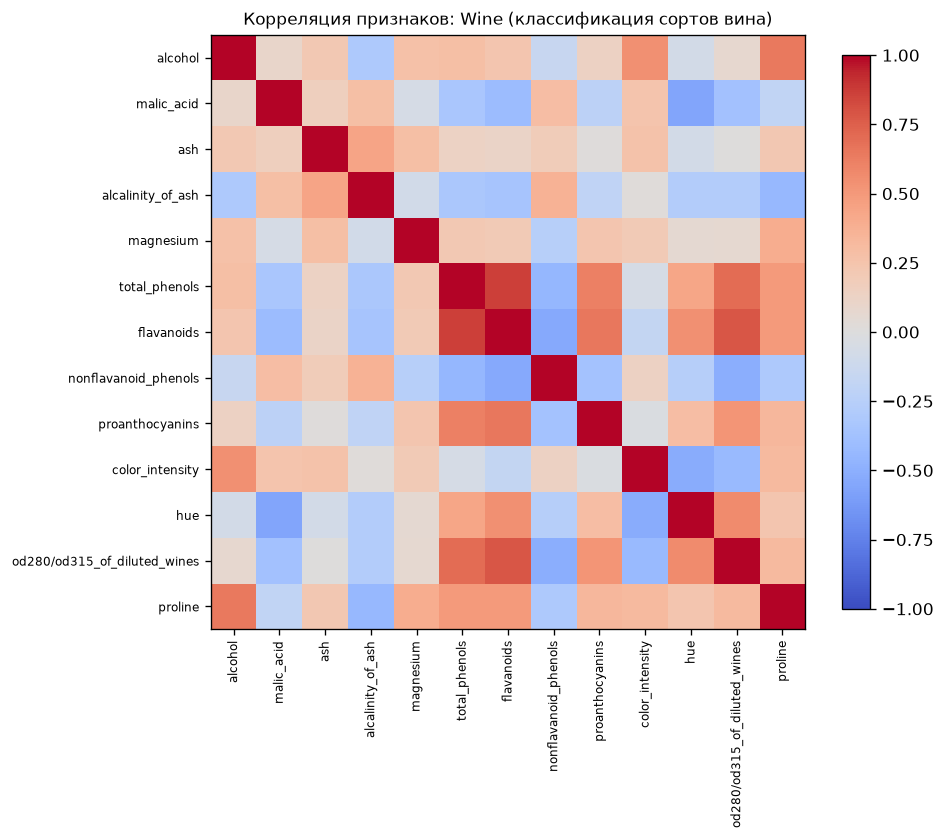 Корреляция признаков: Wine (классификация сортов вина)
alcohol
malic_acid
ash
alcalinity_of_ash
magnesium
total_phenols
flavanoids
nonflavanoid_phenols
proanthocyanins
color_intensity
hue
od280/od315_of_diluted_wines
proline
alcohol
malic_acid
ash
alcalinity_of_ash
magnesium
total_phenols
flavanoids
nonflavanoid_phenols
proanthocyanins
color_intensity
hue
od280/od315_of_diluted_wines
proline
1.00
0.75
0.50
0.25
0.00
−0.25
−0.50
−0.75
−1.00